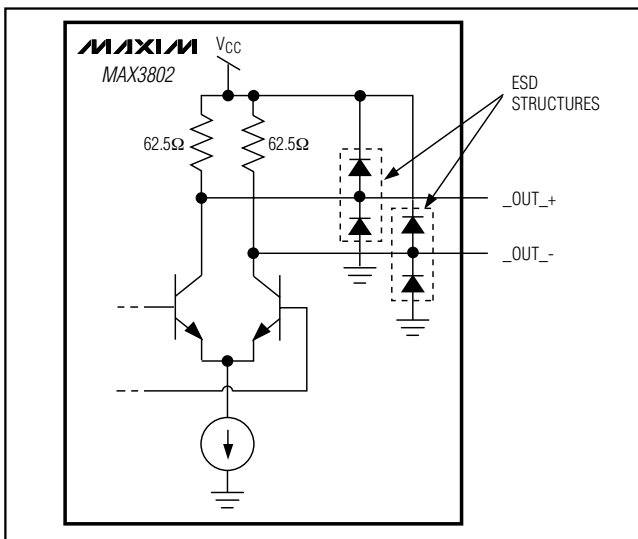 MAXIM
MAX3802
VCC
ESD
STRUCTURES
62.5Ω
62.5Ω
_OUT_+
_OUT_-